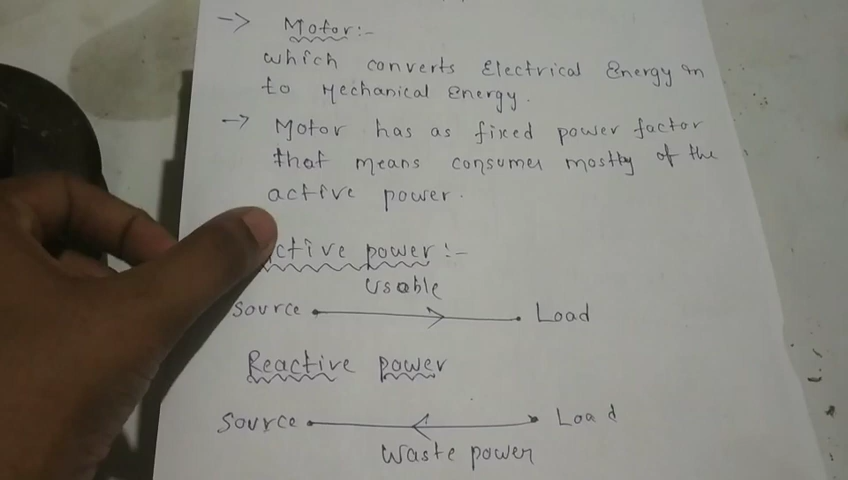 -> Motor:-
which converts Electrical Energy in
to Mechanical Energy.
-> Motor has as fixed power factor
that means consumer mostly of the
active power.
ctive power:-
Usable
Source Load
Reactive power
Source Load
Waste power